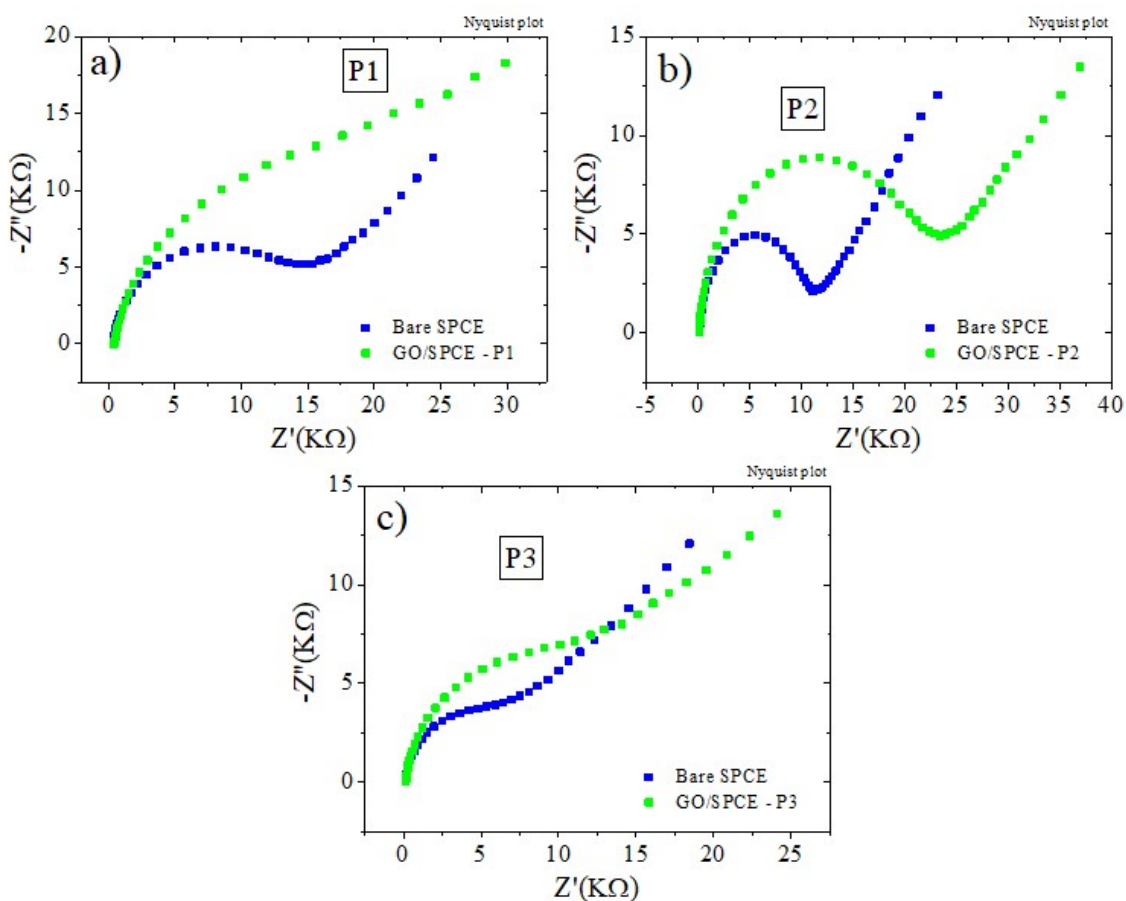 Nyquist plot
a)
P1
20
15
10
5
0
-Z"(KΩ)
Bare SPCE
GO/SPCE - P1
0 5 10 15 20 25 30
Z'(KΩ)
Nyquist plot
b)
P2
15
10
5
0
-Z"(KΩ)
Bare SPCE
GO/SPCE - P2
-5 0 5 10 15 20 25 30 35 40
Z'(KΩ)
Nyquist plot
c)
P3
15
10
5
0
-Z"(KΩ)
Bare SPCE
GO/SPCE - P3
0 5 10 15 20 25
Z'(KΩ)